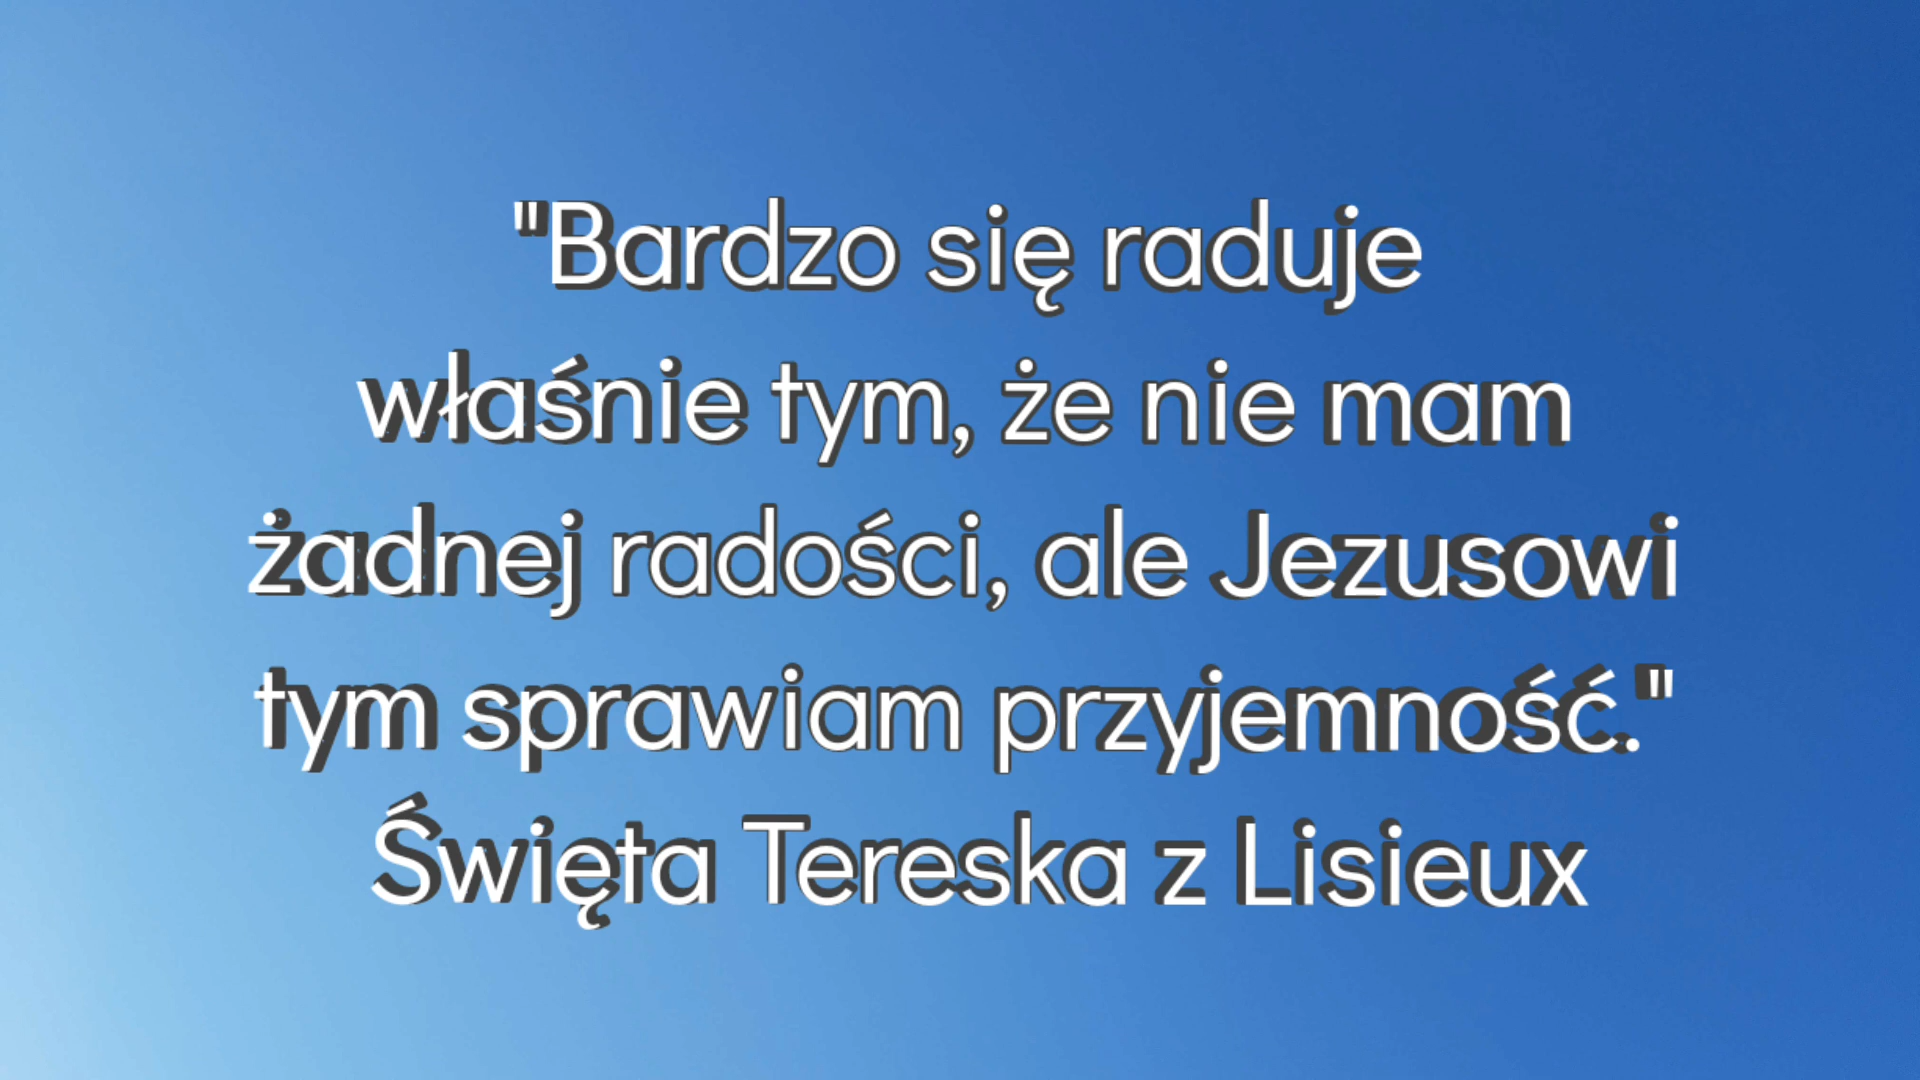 "Bardzo się raduje
właśnie tym, że nie mam
żadnej radości, ale Jezusowi
tym sprawiam przyjemność."
Święta Tereska z Lisieux